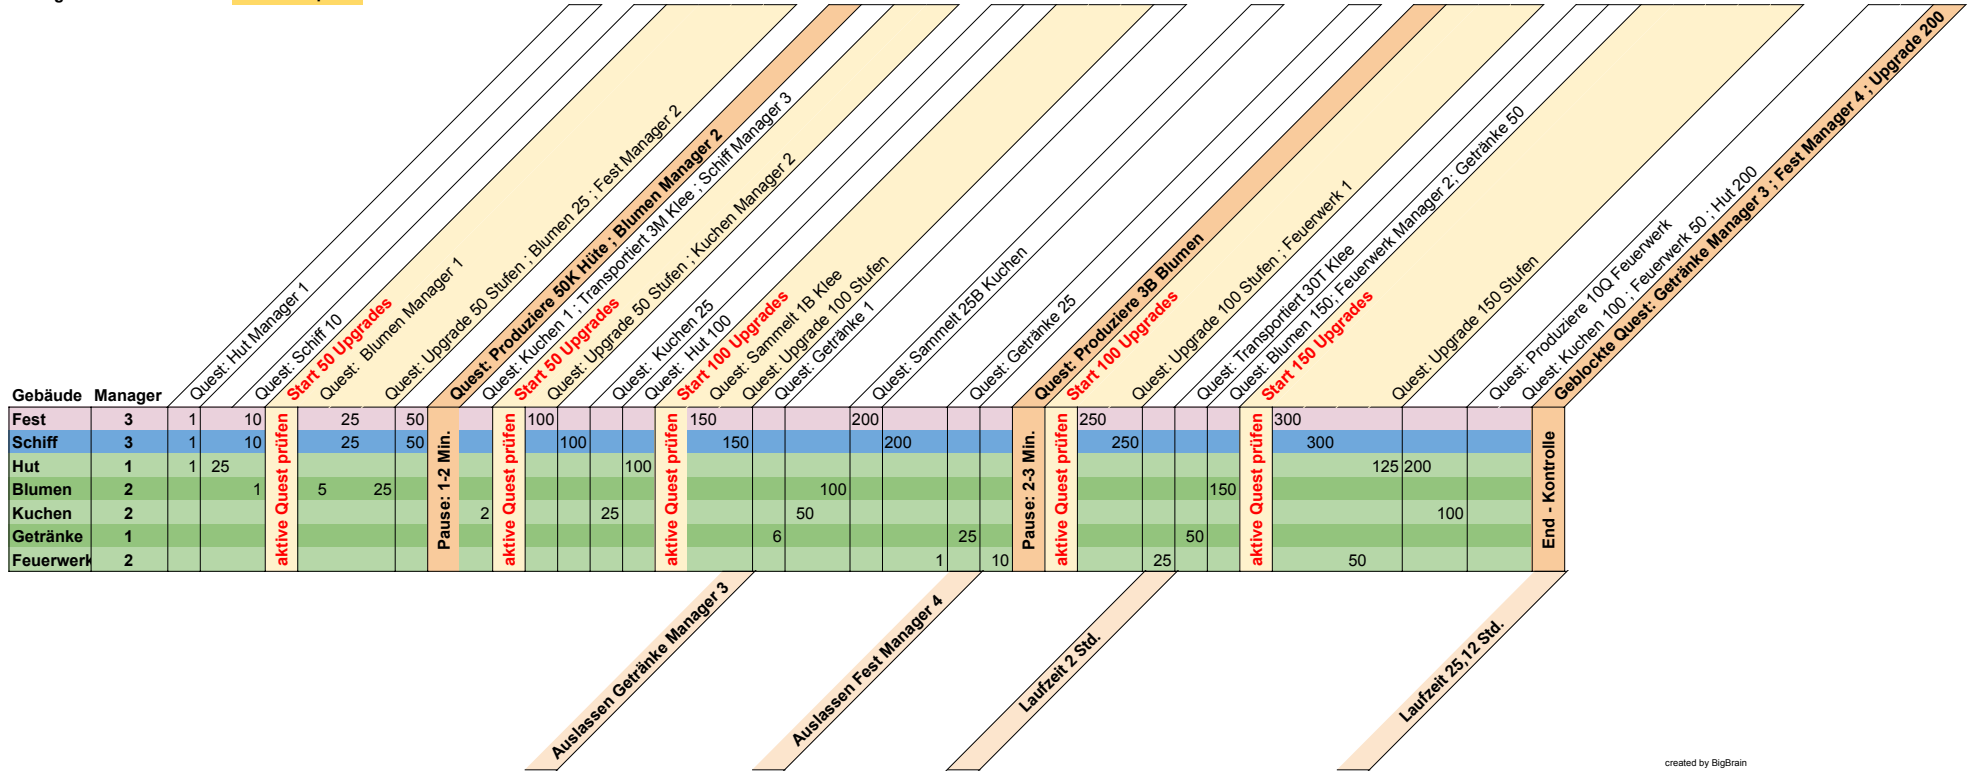 Quest: Hut Manager 1
Quest: Schiff 10
Start 50 Upgrades
Quest: Blumen Manager 1
Quest: Upgrade 50 Stufen ; Blumen 25 ; Fest Manager 2
Quest: Produziere 50K Hüte ; Blumen Manager 2
Quest: Kuchen 1 ; Transportiert 3M Klee ; Schiff Manager 3
Start 50 Upgrades
Quest: Upgrade 50 Stufen ; Kuchen Manager 2
Quest: Kuchen 25
Quest: Hut 100
Start 100 Upgrades
Quest: Sammelt 1B Klee
Quest: Upgrade 100 Stufen
Quest: Getränke 1
Quest: Sammelt 25B Kuchen
Quest: Getränke 25
Quest: Produziere 3B Blumen
Start 100 Upgrades
Quest: Upgrade 100 Stufen ; Feuerwerk 1
Quest: Transportiert 30T Klee
Quest: Blumen 150; Feuerwerk Manager 2; Getränke 50
Start 150 Upgrades
Quest: Upgrade 150 Stufen
Quest: Produziere 10Q Feuerwerk
Quest: Kuchen 100 ; Feuerwerk 50 ; Hut 200
Geblockte Quest: Getränke Manager 3 ; Fest Manager 4 ; Upgrade 200
Gebäude Manager
Fest 3 1 10 25 50 100 150 200 250 300
Schiff 3 1 10 25 50 100 150 200 250 300
Hut 1 1 25 100 125 200
Blumen 2 1 5 25 100 150
Kuchen 2 2 25 50 100
Getränke 1 6 25 50
Feuerwerk 2 1 10 25 50
aktive Quest prüfen
Pause: 1-2 Min.
aktive Quest prüfen
aktive Quest prüfen
Pause: 2-3 Min.
aktive Quest prüfen
aktive Quest prüfen
End - Kontrolle
Auslassen Getränke Manager 3
Auslassen Fest Manager 4
Laufzeit 2 Std.
Laufzeit 25,12 Std.
created by BigBrain